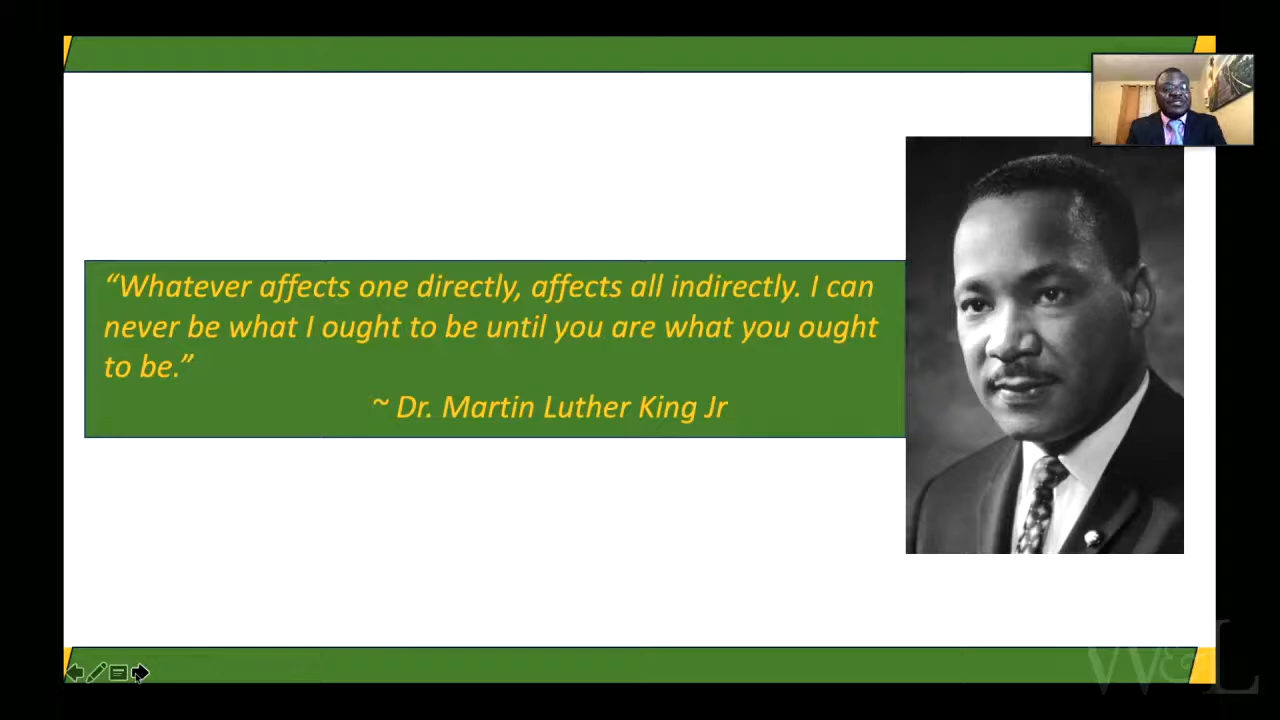 “Whatever affects one directly, affects all indirectly. I can
never be what I ought to be until you are what you ought
to be.”
~ Dr. Martin Luther King Jr
W&L